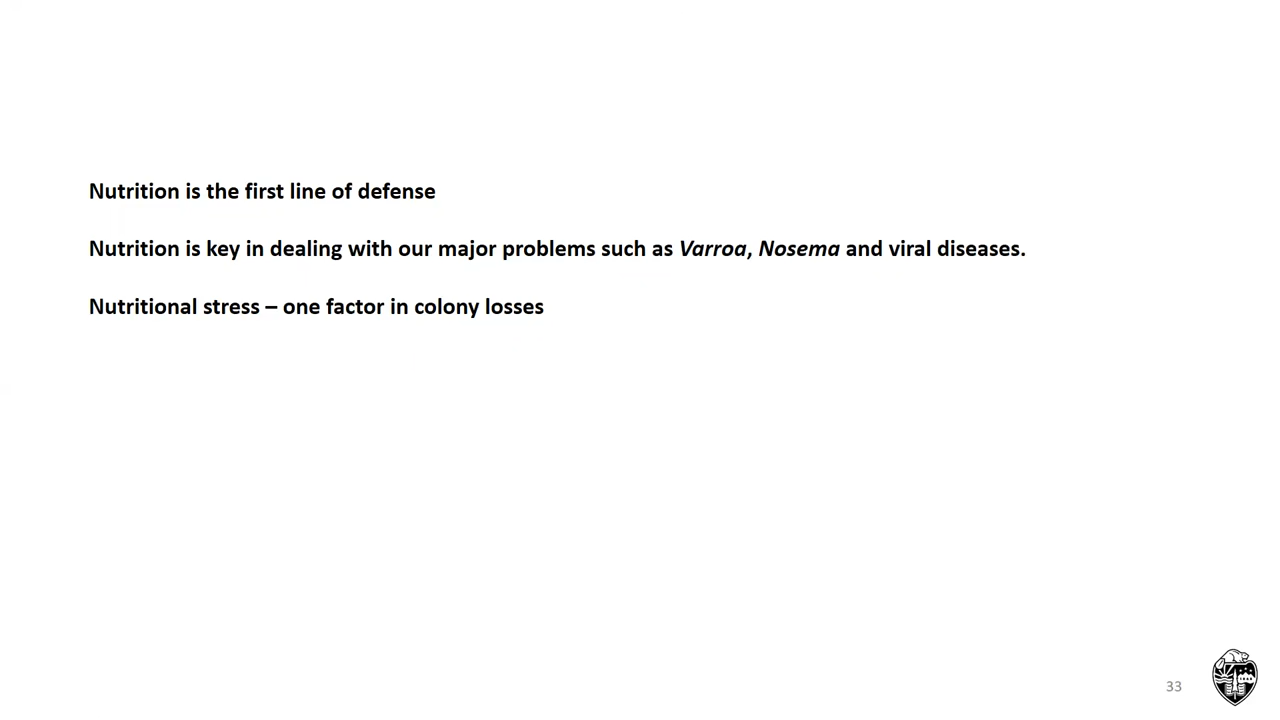 Nutrition is the first line of defense
Nutrition is key in dealing with our major problems such as Varroa, Nosema and viral diseases.
Nutritional stress – one factor in colony losses
33